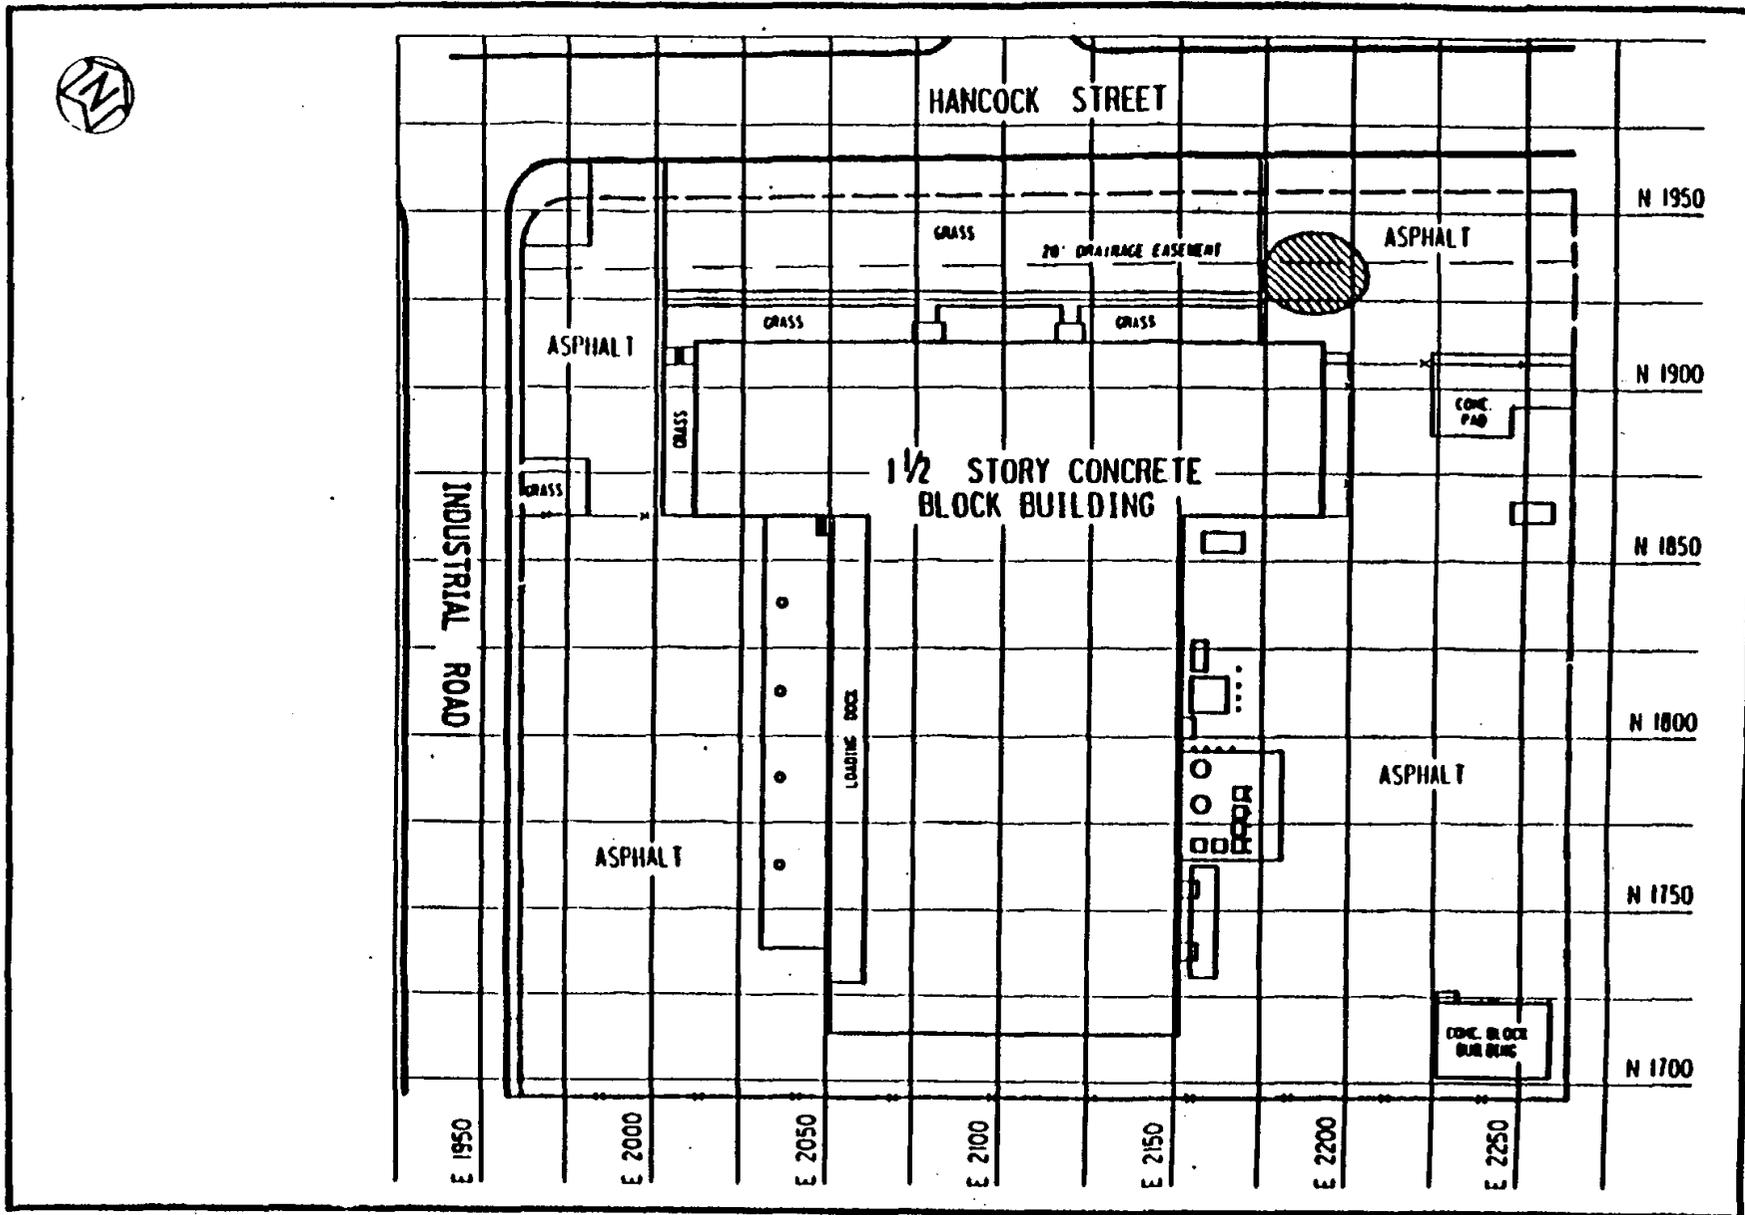 N
HANCOCK STREET
N 1950
GRASS
ASPHALT
20' DRAINAGE EASEMENT
GRASS
GRASS
ASPHALT
N 1900
CONC.
PAD
GRASS
1 1/2 STORY CONCRETE
BLOCK BUILDING
GRASS
INDUSTRIAL ROAD
N 1850
LOADING DOCK
N 1800
ASPHALT
ASPHALT
N 1750
CONC. BLOCK
BUILDING
N 1700
E 1950
E 2000
E 2050
E 2100
E 2150
E 2200
E 2250